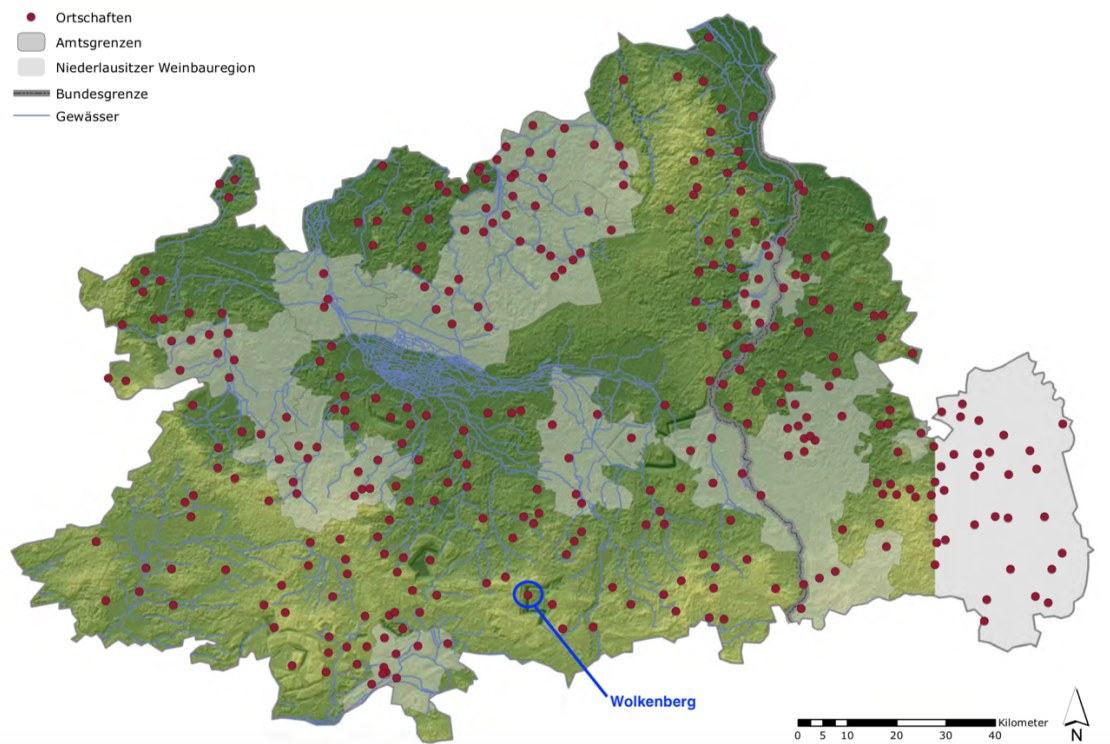 Ortschaften
Amtsgrenzen
Niederlausitzer Weinbauregion
Bundesgrenze
Gewässer
Wolkenberg
Kilometer
0 5 10 20 30 40
N